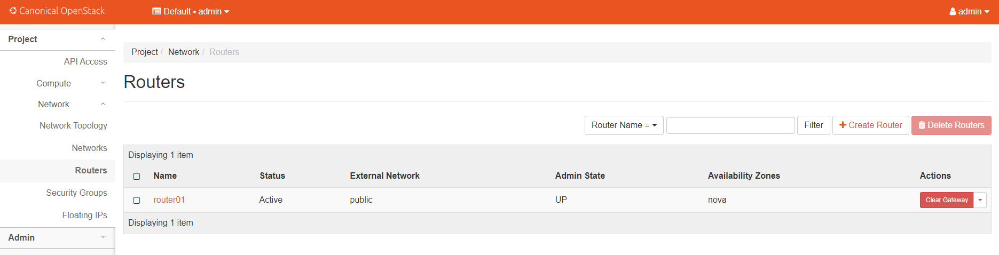 Canonical OpenStack
Default • admin
admin
Project
API Access
Compute
Network
Network Topology
Networks
Routers
Security Groups
Floating IPs
Admin
Project / Network / Routers
Routers
Router Name =
Filter
Create Router
Delete Routers
Displaying 1 item
Name Status External Network Admin State Availability Zones Actions
router01 Active public UP nova Clear Gateway
Displaying 1 item